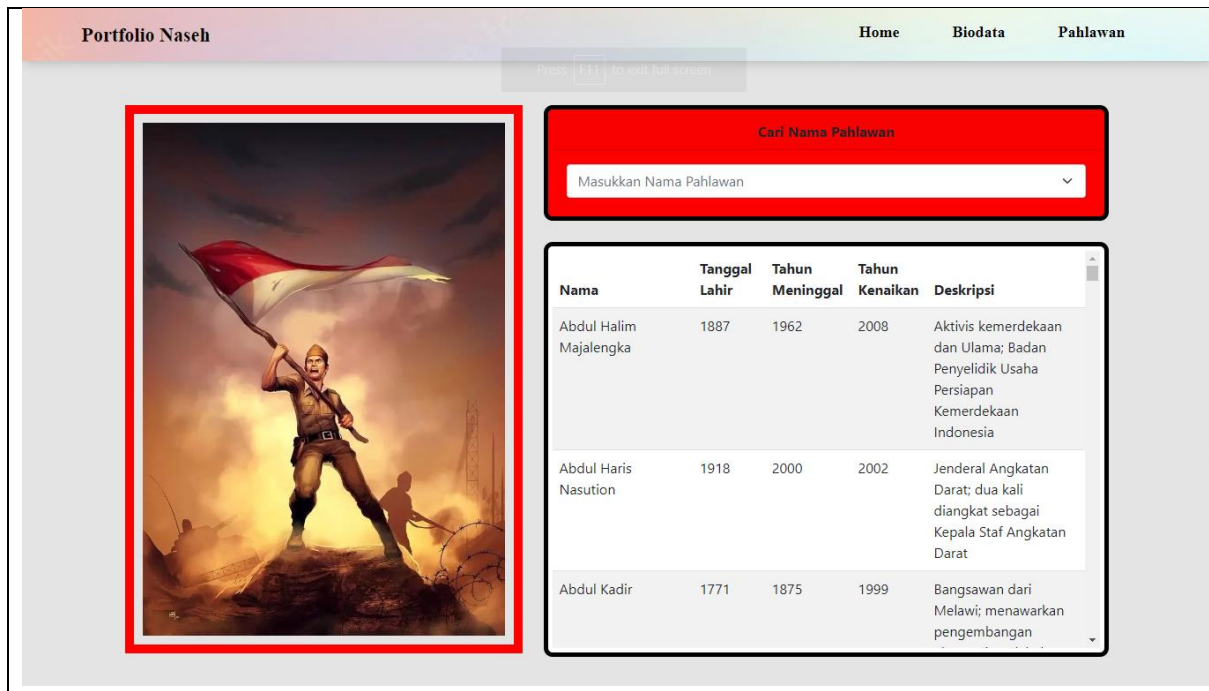 Portfolio Naseh
Home Biodata Pahlawan
Press F11 to exit full screen
Cari Nama Pahlawan
Masukkan Nama Pahlawan
Nama Tanggal Lahir Tahun Meninggal Tahun Kenaikan Deskripsi
Abdul Halim Majalengka 1887 1962 2008 Aktivis kemerdekaan
dan Ulama; Badan
Penyelidik Usaha
Persiapan
Kemerdekaan
Indonesia
Abdul Haris Nasution 1918 2000 2002 Jenderal Angkatan
Darat; dua kali
diangkat sebagai
Kepala Staf Angkatan
Darat
Abdul Kadir 1771 1875 1999 Bangsawan dari
Melawi; menawarkan
pengembangan